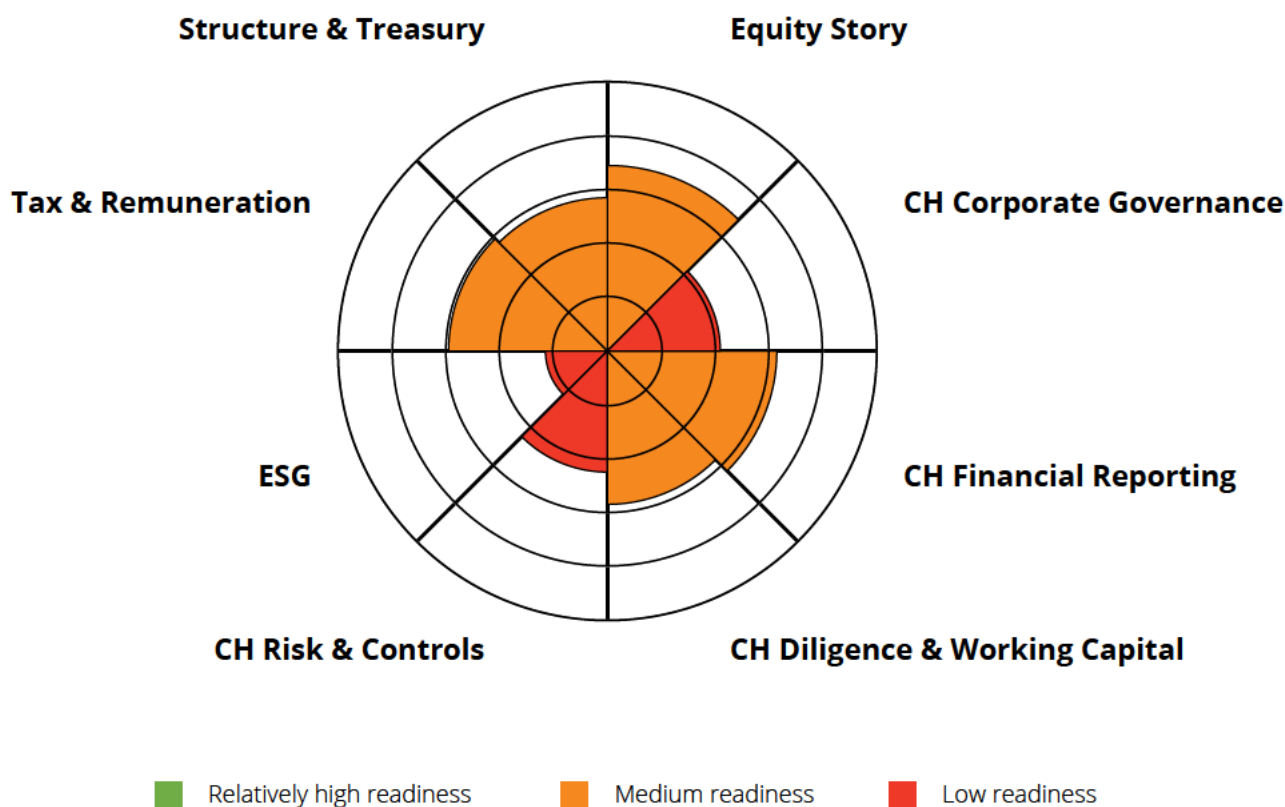 Structure & Treasury
Equity Story
Tax & Remuneration
CH Corporate Governance
ESG
CH Financial Reporting
CH Risk & Controls
CH Diligence & Working Capital
Relatively high readiness
Medium readiness
Low readiness